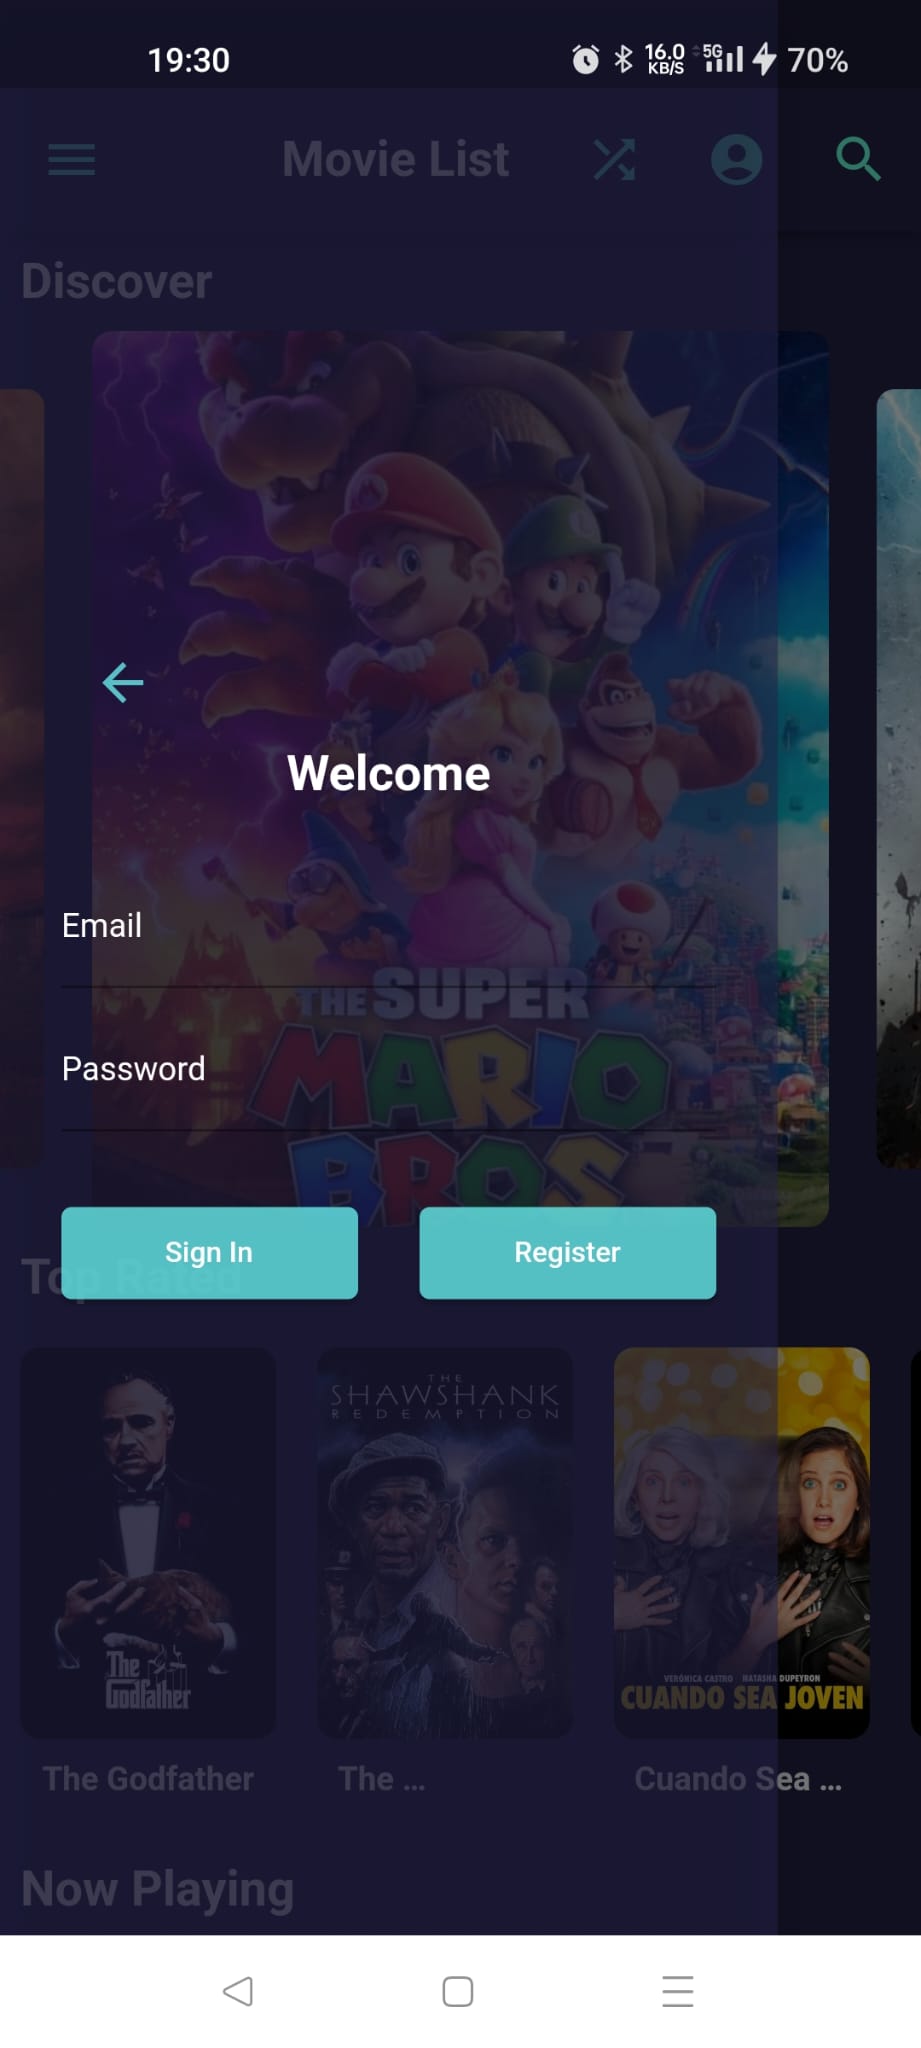 19:30
16.0
KB/S
5G
70%
Movie List
Discover
Welcome
Email
THE SUPER
Password
MARIO
BROS
Sign In
Register
Top Rated
THE
SHAWSHANK
REDEMPTION
The
Godfather
VERÓNICA CASTRO NATASHA DUPEYRON
CUANDO SEA JOVEN
The Godfather
The ...
Cuando Sea ...
Now Playing